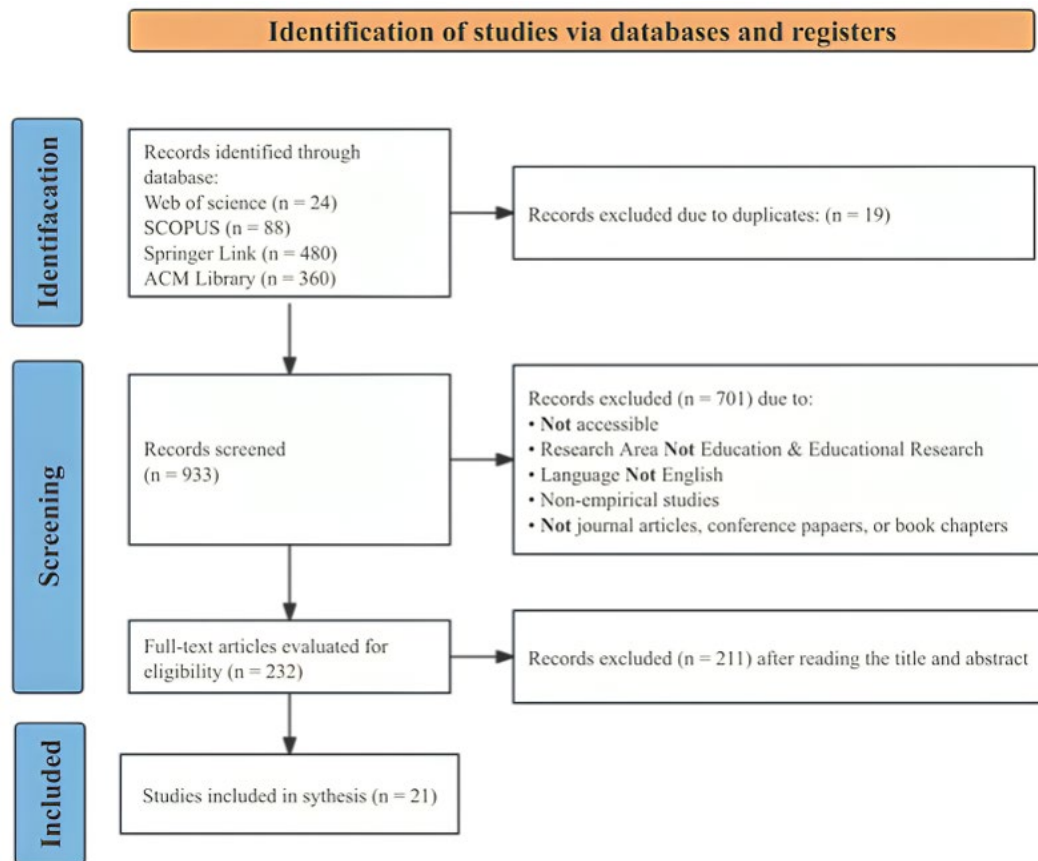 Identification of studies via databases and registers
Identifacation
Records identified through
database:
Web of science (n = 24)
SCOPUS (n = 88)
Springer Link (n = 480)
ACM Library (n = 360)
Records excluded due to duplicates: (n = 19)
Screening
Records screened
(n = 933)
Records excluded (n = 701) due to:
• Not accessible
• Research Area Not Education & Educational Research
• Language Not English
• Non-empirical studies
• Not journal articles, conference papaers, or book chapters
Full-text articles evaluated for
eligibility (n = 232)
Records excluded (n = 211) after reading the title and abstract
Included
Studies included in sythesis (n = 21)